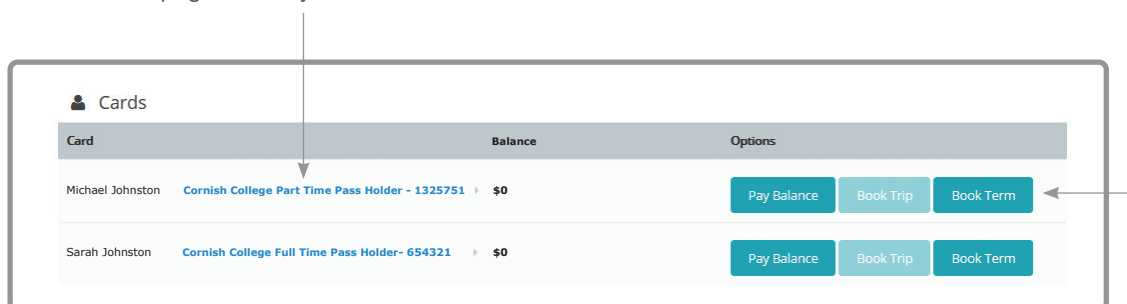 Cards
Card Balance Options
Michael Johnston Cornish College Part Time Pass Holder - 1325751 $0 Pay Balance Book Trip Book Term
Sarah Johnston Cornish College Full Time Pass Holder- 654321 $0 Pay Balance Book Trip Book Term